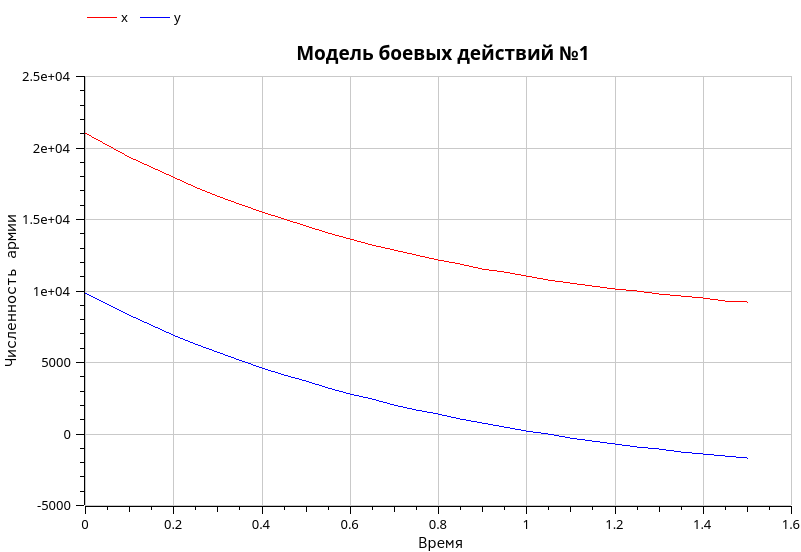 x y
Модель боевых действий №1
2.5e+04
2e+04
1.5e+04
1e+04
5000
0
-5000
Численность армии
0 0.2 0.4 0.6 0.8 1 1.2 1.4 1.6
Время